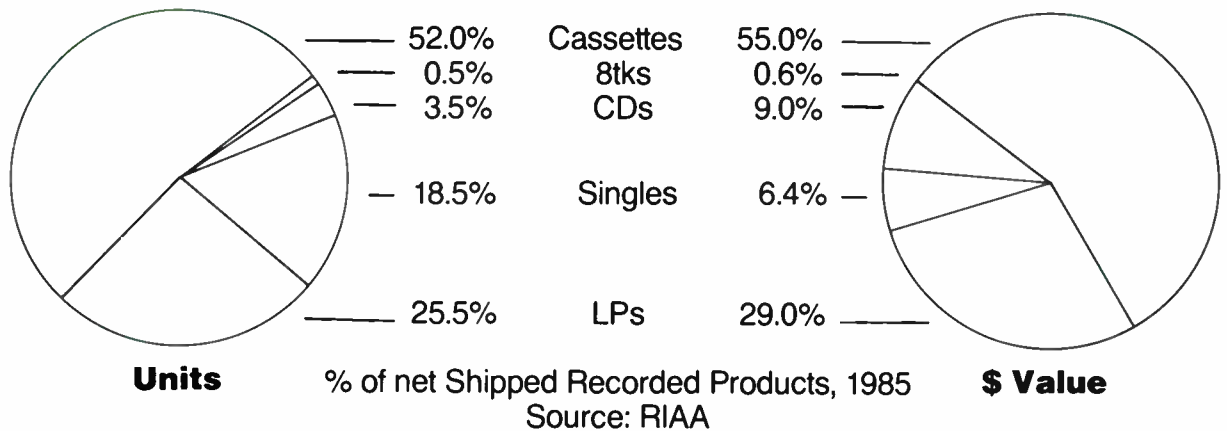 52.0% Cassettes 55.0%
0.5% 8tks 0.6%
3.5% CDs 9.0%
18.5% Singles 6.4%
25.5% LPs 29.0%
Units % of net Shipped Recorded Products, 1985 $ Value
Source: RIAA